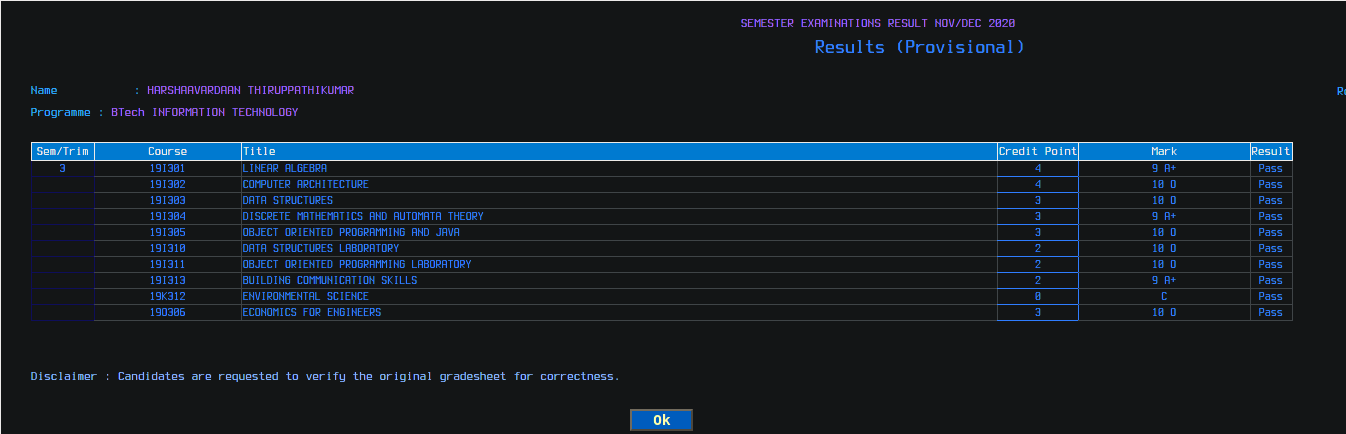 SEMESTER EXAMINATIONS RESULT NOV/DEC 2020
Results (Provisional)
Name : HARSHAAVARDAAN THIRUPPATHIKUMAR
Programme : BTech INFORMATION TECHNOLOGY
Sem/Trim Course Title Credit Point Mark Result
3 19I301 LINEAR ALGEBRA 4 9 A+ Pass
19I302 COMPUTER ARCHITECTURE 4 10 O Pass
19I303 DATA STRUCTURES 3 10 O Pass
19I304 DISCRETE MATHEMATICS AND AUTOMATA THEORY 3 9 A+ Pass
19I305 OBJECT ORIENTED PROGRAMMING AND JAVA 3 10 O Pass
19I310 DATA STRUCTURES LABORATORY 2 10 O Pass
19I311 OBJECT ORIENTED PROGRAMMING LABORATORY 2 10 O Pass
19I313 BUILDING COMMUNICATION SKILLS 2 9 A+ Pass
19K312 ENVIRONMENTAL SCIENCE 0 C Pass
19O306 ECONOMICS FOR ENGINEERS 3 10 O Pass
Disclaimer : Candidates are requested to verify the original gradesheet for correctness.
Ok